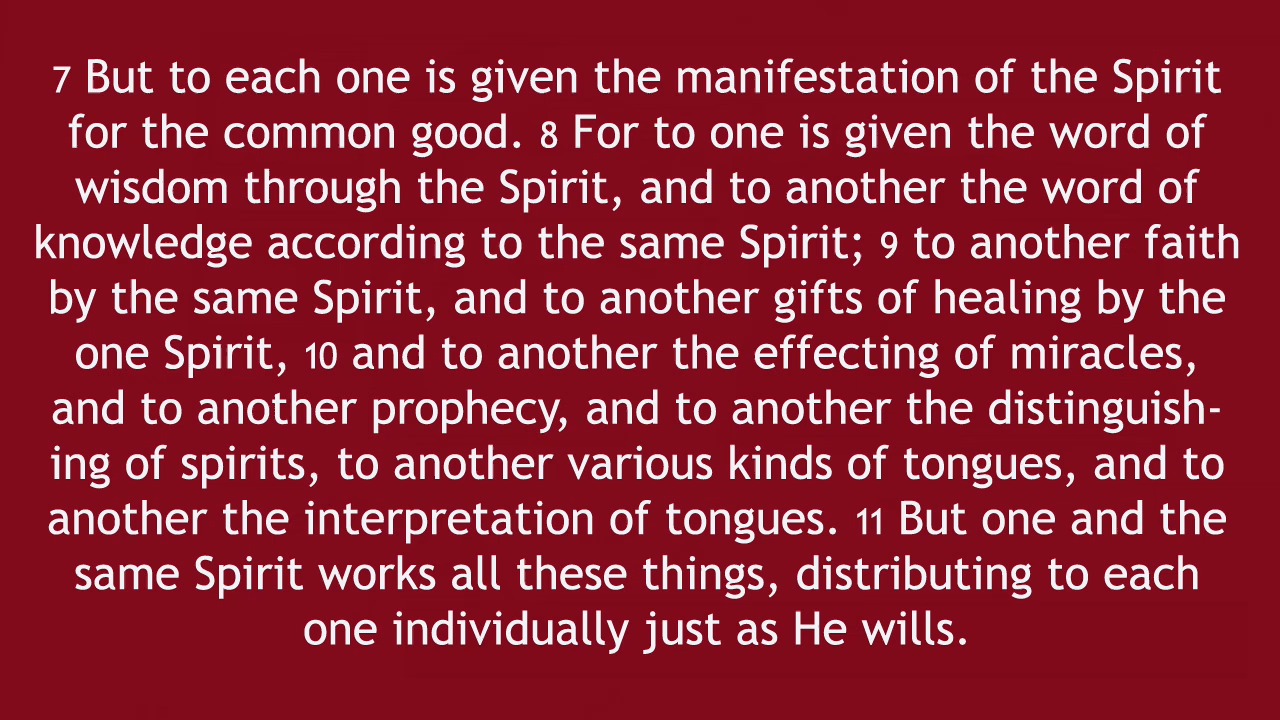 7 But to each one is given the manifestation of the Spirit
for the common good. 8 For to one is given the word of
wisdom through the Spirit, and to another the word of
knowledge according to the same Spirit; 9 to another faith
by the same Spirit, and to another gifts of healing by the
one Spirit, 10 and to another the effecting of miracles,
and to another prophecy, and to another the distinguish-
ing of spirits, to another various kinds of tongues, and to
another the interpretation of tongues. 11 But one and the
same Spirit works all these things, distributing to each
one individually just as He wills.